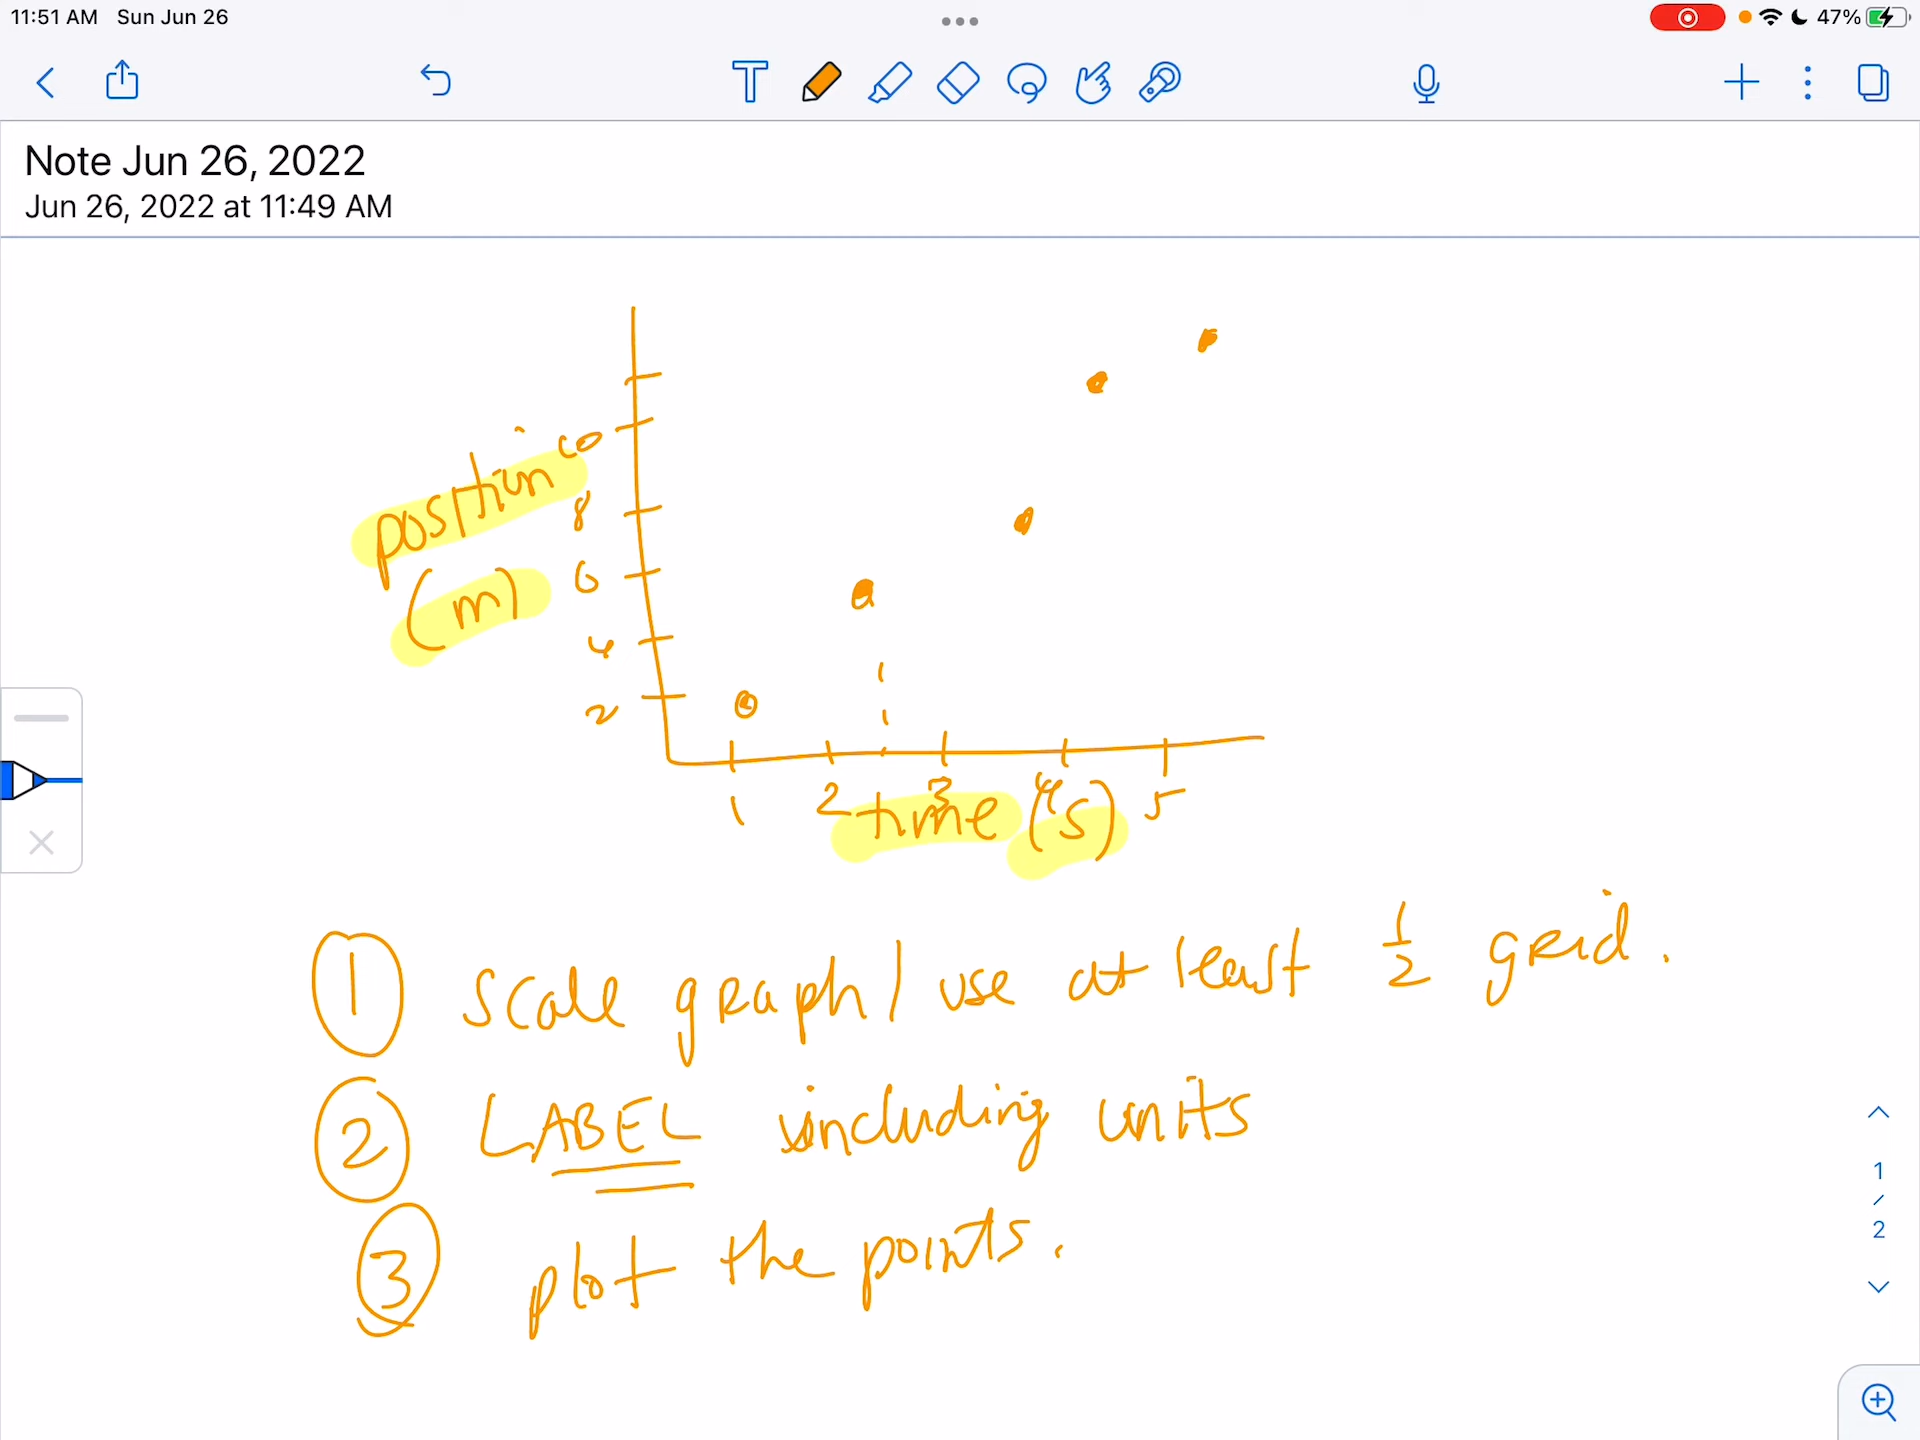 11:51 AM Sun Jun 26
47%
T
Note Jun 26, 2022
Jun 26, 2022 at 11:49 AM
10
position
8
(m)
6
4
2
1 2 3 4 5
time (s)
1 scale graph / use at least 1/2 grid.
2 LABEL including units
3 plot the points.
1
/
2